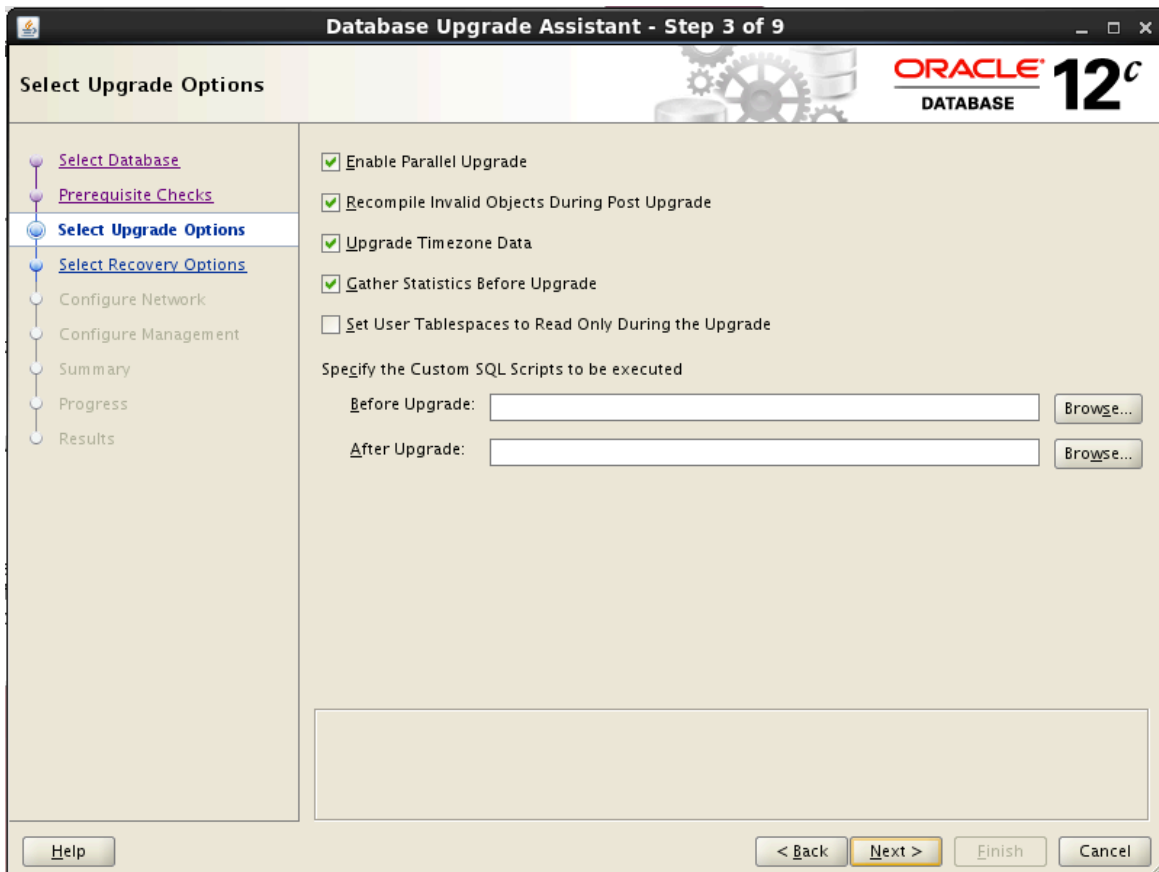 Database Upgrade Assistant - Step 3 of 9
Select Upgrade Options
ORACLE®
DATABASE
12c
Select Database
Prerequisite Checks
Select Upgrade Options
Select Recovery Options
Configure Network
Configure Management
Summary
Progress
Results
Enable Parallel Upgrade
Recompile Invalid Objects During Post Upgrade
Upgrade Timezone Data
Gather Statistics Before Upgrade
Set User Tablespaces to Read Only During the Upgrade
Specify the Custom SQL Scripts to be executed
Before Upgrade: Browse...
After Upgrade: Browse...
Help < Back Next > Finish Cancel